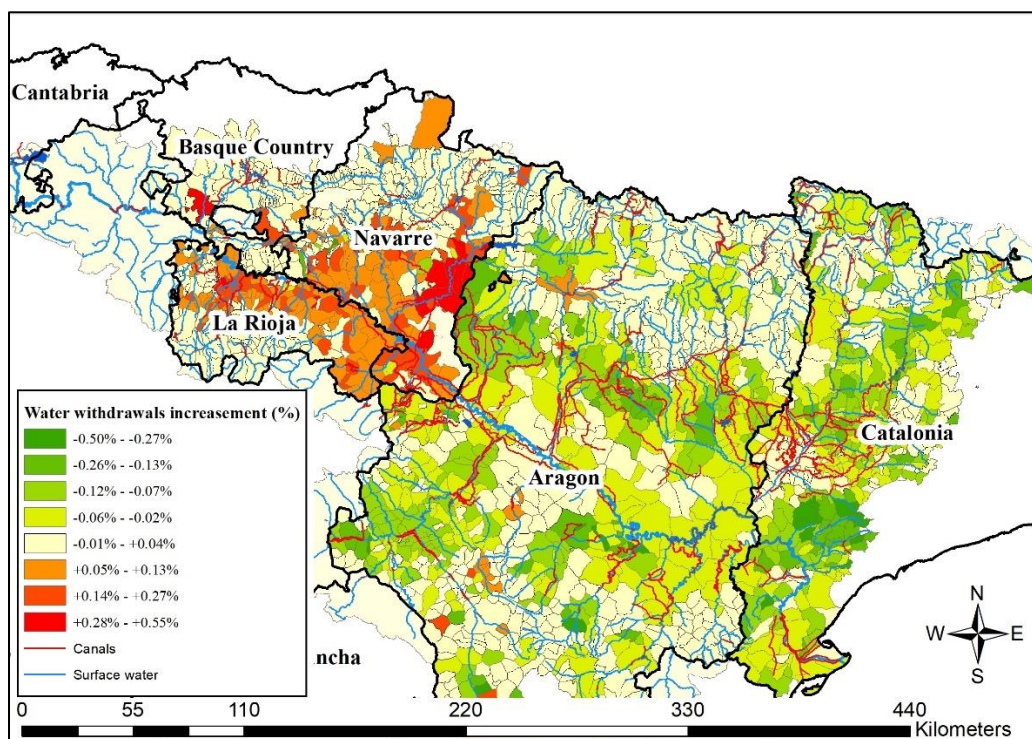 Cantabria
Basque Country
Navarre
La Rioja
Catalonia
Aragon
ncha
Water withdrawals increasement (%)
-0.50% - -0.27%
-0.26% - -0.13%
-0.12% - -0.07%
-0.06% - -0.02%
-0.01% - +0.04%
+0.05% - +0.13%
+0.14% - +0.27%
+0.28% - +0.55%
Canals
Surface water
N
W E
S
0 55 110 220 330 440
Kilometers